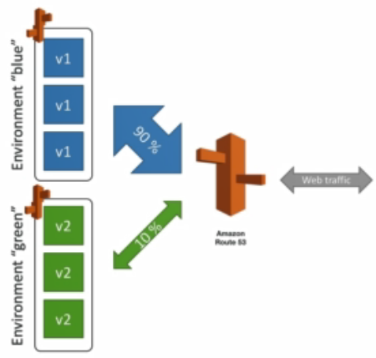 Environment "blue"
v1
v1
v1
90 %
Amazon
Route 53
Web traffic
10 %
Environment "green"
v2
v2
v2